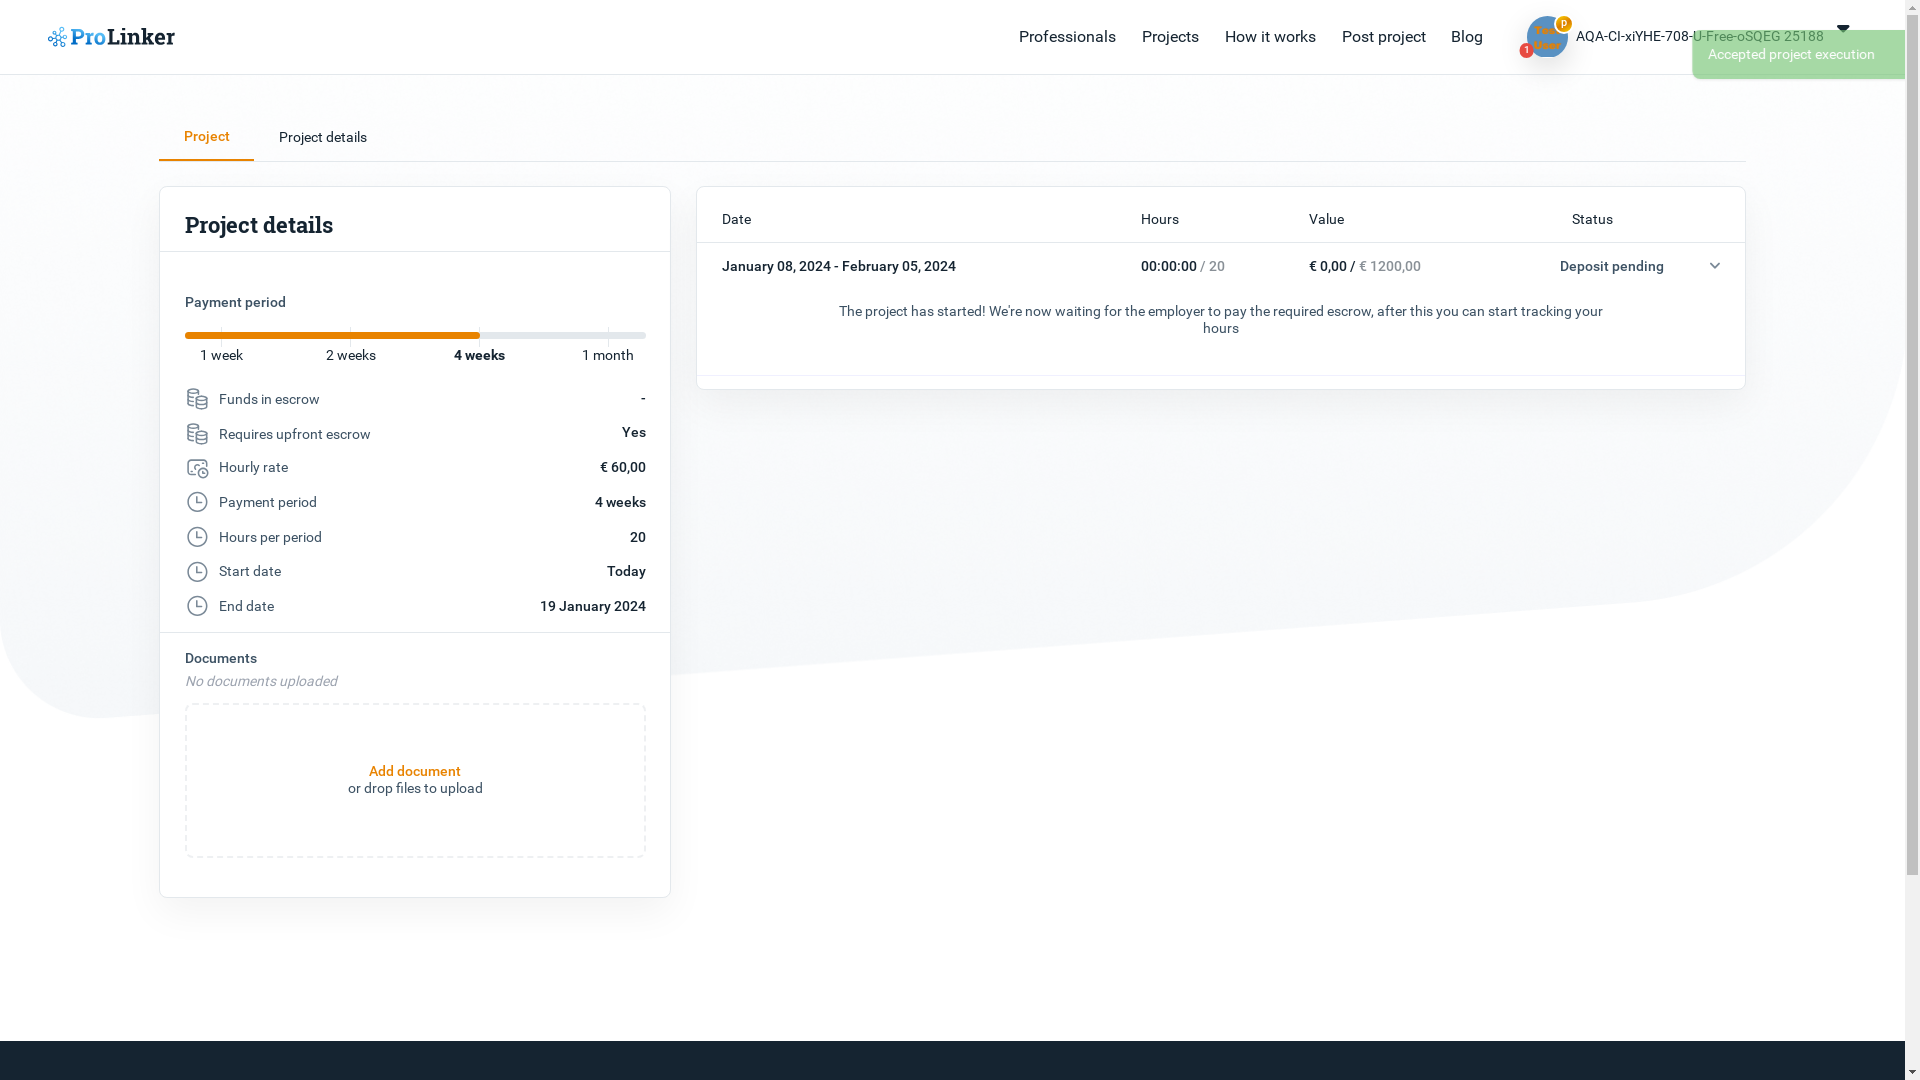 ProLinker
Professionals
Projects
How it works
Post project
Blog
p
Test
User
1
AQA-CI-xiYHE-708-U-Free-oSQEG 25188
Accepted project execution
Project
Project details
Project details
Payment period
1 week
2 weeks
4 weeks
1 month
Funds in escrow -
Requires upfront escrow Yes
Hourly rate € 60,00
Payment period 4 weeks
Hours per period 20
Start date Today
End date 19 January 2024
Documents
No documents uploaded
Add document
or drop files to upload
Date Hours Value Status
January 08, 2024 - February 05, 2024 00:00:00 / 20 € 0,00 / € 1200,00 Deposit pending
The project has started! We're now waiting for the employer to pay the required escrow, after this you can start tracking your
hours